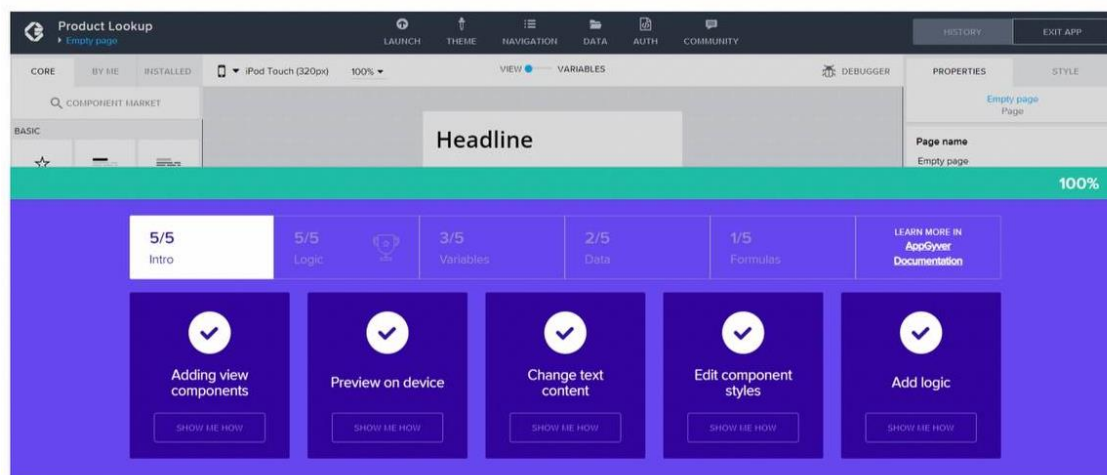 Product Lookup
Empty page
LAUNCH
THEME
NAVIGATION
DATA
AUTH
COMMUNITY
HISTORY
EXIT APP
CORE
BY ME
INSTALLED
iPod Touch (320px)
100%
VIEW
VARIABLES
DEBUGGER
PROPERTIES
STYLE
COMPONENT MARKET
Empty page
Page
BASIC
Headline
Page name
Empty page
100%
5/5
Intro
5/5
Logic
3/5
Variables
2/5
Data
1/5
Formulas
LEARN MORE IN
AppGyver
Documentation
Adding view
components
SHOW ME HOW
Preview on device
SHOW ME HOW
Change text
content
SHOW ME HOW
Edit component
styles
SHOW ME HOW
Add logic
SHOW ME HOW